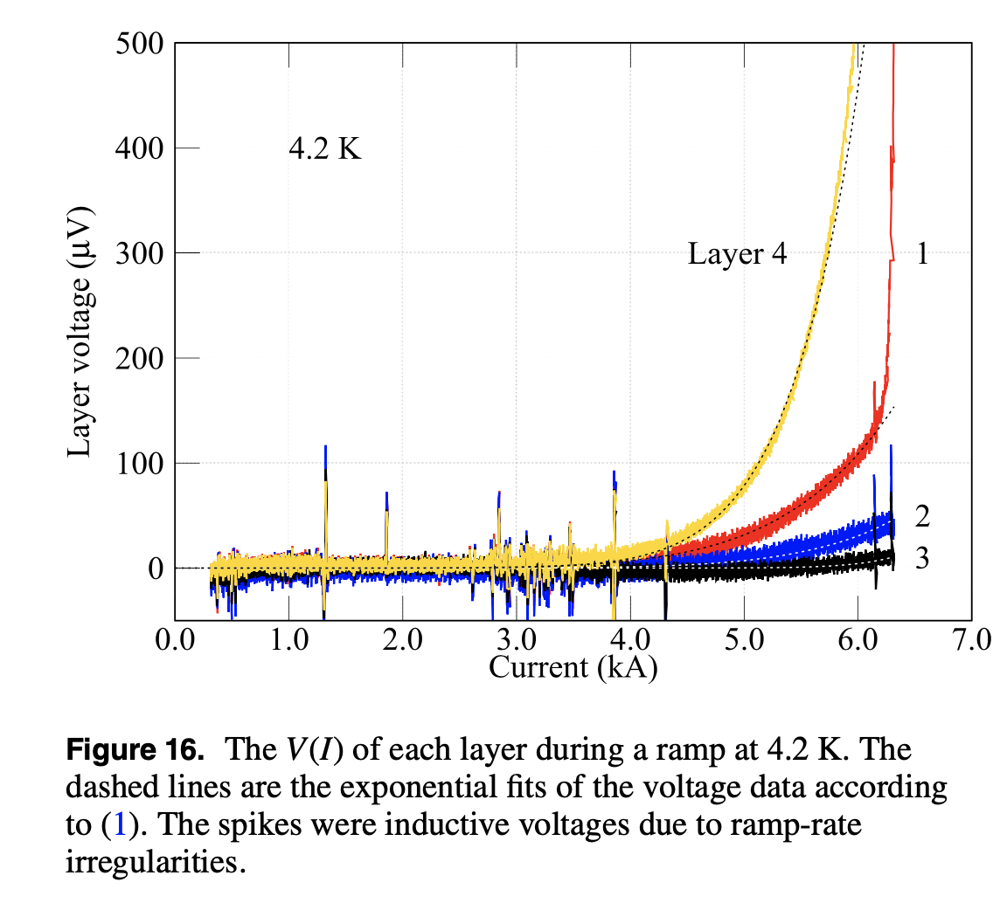 500
400
300
200
100
0
Layer voltage (µV)
4.2 K
Layer 4
1
2
3
0.0 1.0 2.0 3.0 4.0 5.0 6.0 7.0
Current (kA)
Figure 16. The V(I) of each layer during a ramp at 4.2 K. The
dashed lines are the exponential fits of the voltage data according
to (1). The spikes were inductive voltages due to ramp-rate
irregularities.